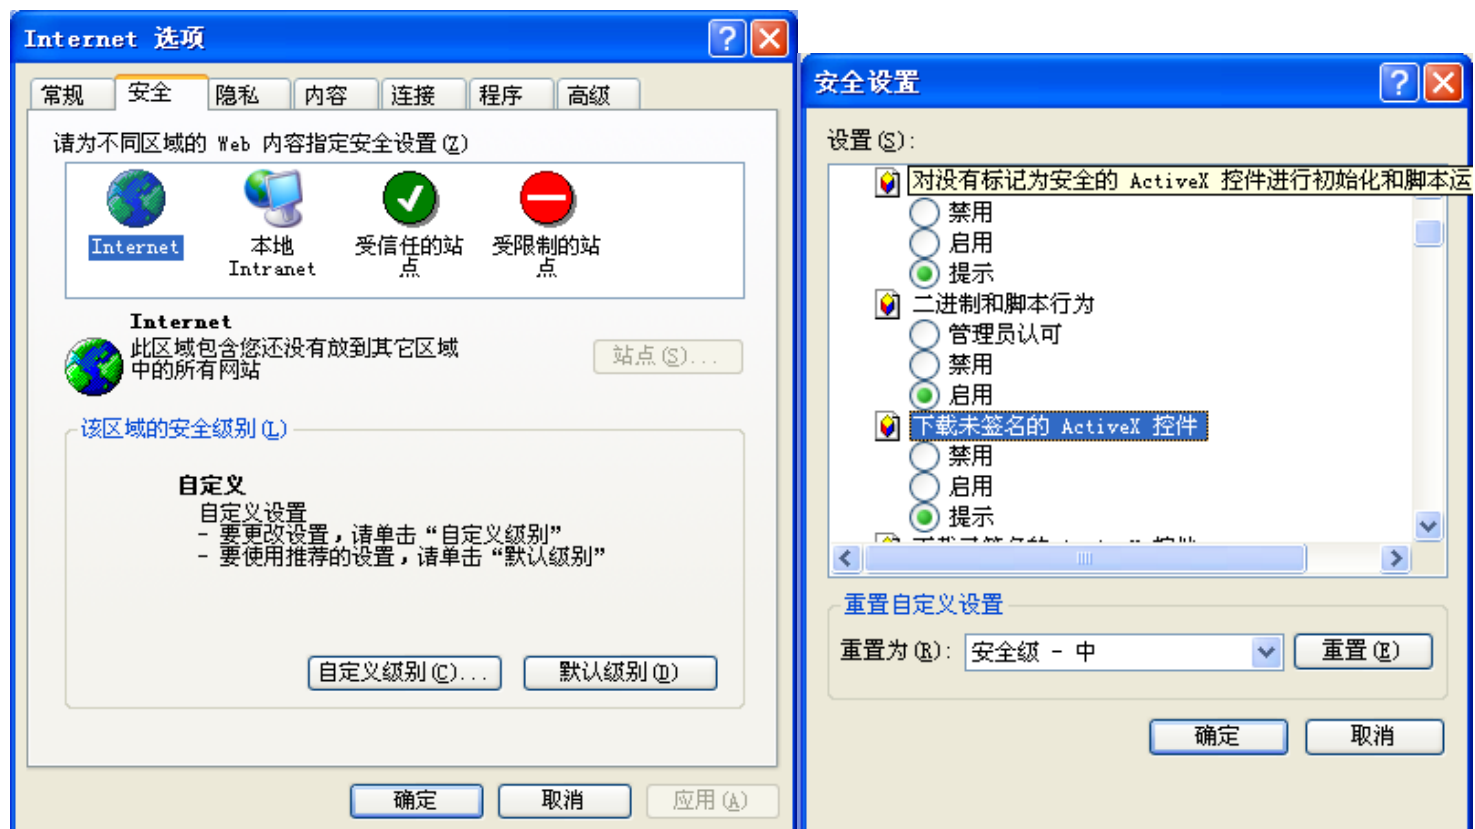 Internet 选项
常规
安全
隐私
内容
连接
程序
高级
请为不同区域的 Web 内容指定安全设置(Z)
Internet
本地
Intranet
受信任的站
点
受限制的站
点
Internet
此区域包含您还没有放到其它区域
中的所有网站
站点(S)...
该区域的安全级别(L)
自定义
自定义设置
- 要更改设置,请单击“自定义级别”
- 要使用推荐的设置,请单击“默认级别”
自定义级别(C)...
默认级别(D)
确定
取消
应用(A)
安全设置
设置(S):
对没有标记为安全的 ActiveX 控件进行初始化和脚本运
禁用
启用
提示
二进制和脚本行为
管理员认可
禁用
启用
下载未签名的 ActiveX 控件
禁用
启用
提示
重置自定义设置
重置为(R):
安全级 - 中
重置(E)
确定
取消